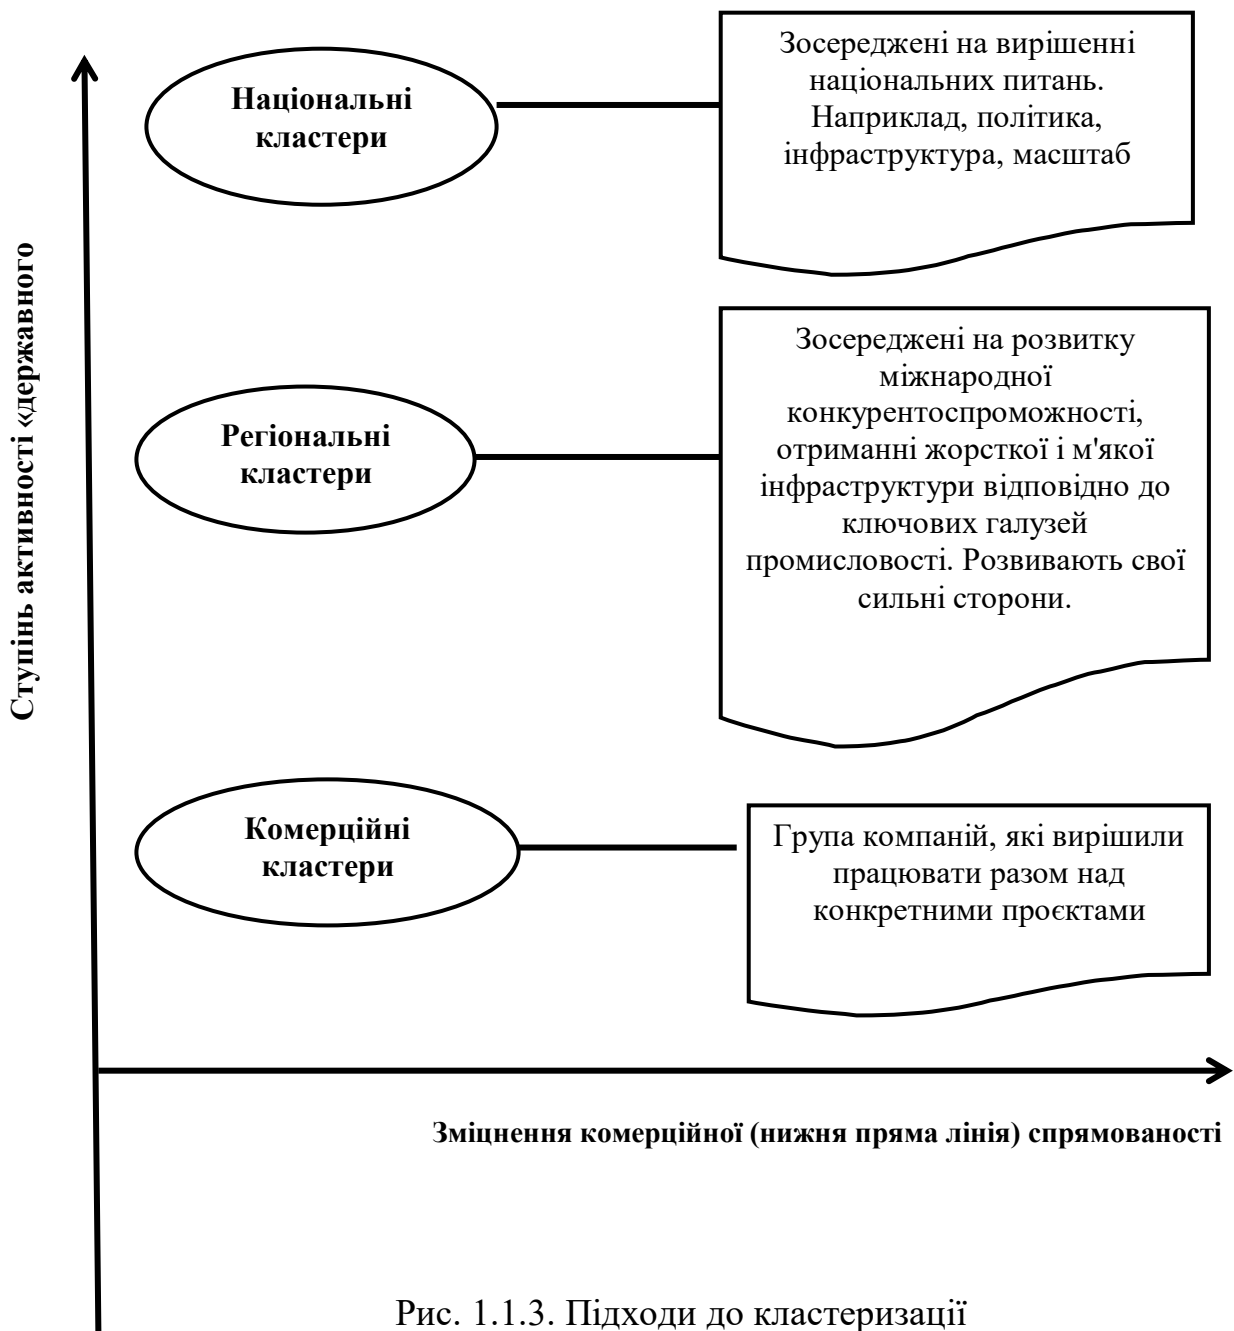 Національні
кластери
Зосереджені на вирішенні
національних питань.
Наприклад, політика,
інфраструктура, масштаб
Ступінь активності «державного
Регіональні
кластери
Зосереджені на розвитку
міжнародної
конкурентоспроможності,
отриманні жорсткої і м'якої
інфраструктури відповідно до
ключових галузей
промисловості. Розвивають свої
сильні сторони.
Комерційні
кластери
Група компаній, які вирішили
працювати разом над
конкретними проєктами
Зміцнення комерційної (нижня пряма лінія) спрямованості
Рис. 1.1.3. Підходи до кластеризації